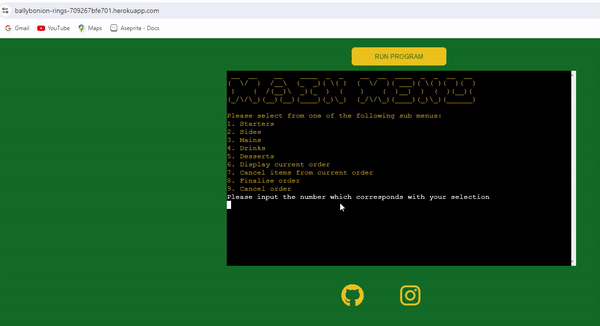 ballybonion-rings-709267bfe701.herokuapp.com
Gmail YouTube Maps Aseprite - Docs
RUN PROGRAM
MAIN MENU
Please select from one of the following sub menus:
1. Starters
2. Sides
3. Mains
4. Drinks
5. Desserts
6. Display current order
7. Cancel items from current order
8. Finalise order
9. Cancel order
Please input the number which corresponds with your selection